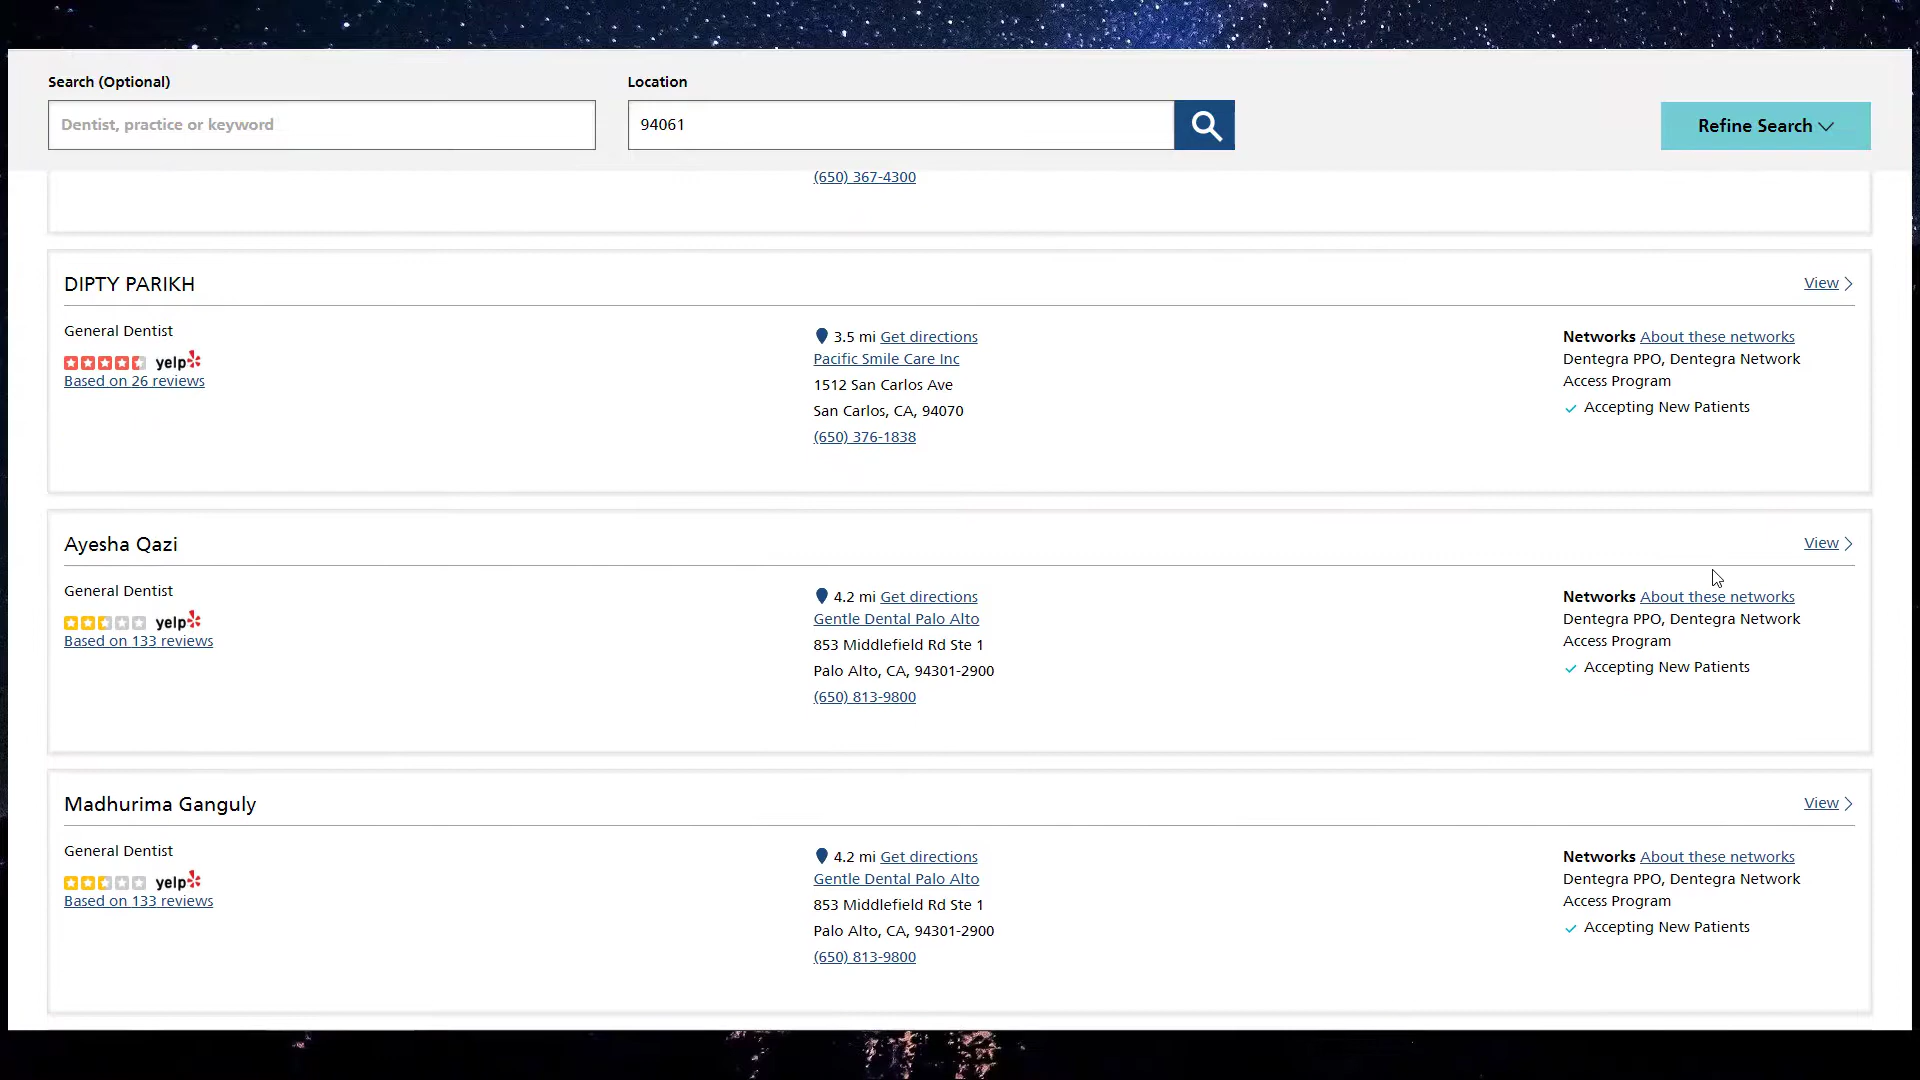 Search (Optional)
Location
Dentist, practice or keyword
94061
Refine Search
(650) 367-4300
DIPTY PARIKH
View
General Dentist
yelp
Based on 26 reviews
3.5 mi Get directions
Pacific Smile Care Inc
1512 San Carlos Ave
San Carlos, CA, 94070
(650) 376-1838
Networks About these networks
Dentegra PPO, Dentegra Network
Access Program
Accepting New Patients
Ayesha Qazi
View
General Dentist
yelp
Based on 133 reviews
4.2 mi Get directions
Gentle Dental Palo Alto
853 Middlefield Rd Ste 1
Palo Alto, CA, 94301-2900
(650) 813-9800
Networks About these networks
Dentegra PPO, Dentegra Network
Access Program
Accepting New Patients
Madhurima Ganguly
View
General Dentist
yelp
Based on 133 reviews
4.2 mi Get directions
Gentle Dental Palo Alto
853 Middlefield Rd Ste 1
Palo Alto, CA, 94301-2900
(650) 813-9800
Networks About these networks
Dentegra PPO, Dentegra Network
Access Program
Accepting New Patients